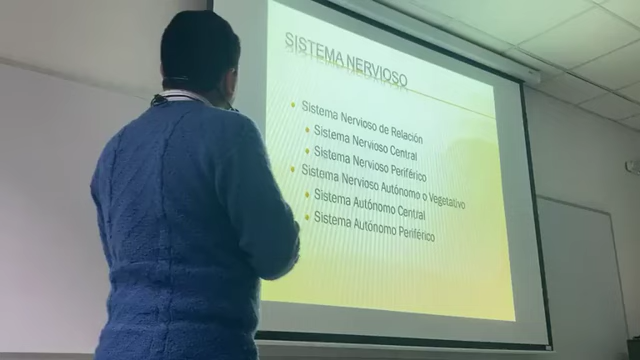 SISTEMA NERVIOSO
Sistema Nervioso de Relación
Sistema Nervioso Central
Sistema Nervioso Periférico
Sistema Nervioso Autónomo o Vegetativo
Sistema Autónomo Central
Sistema Autónomo Periférico